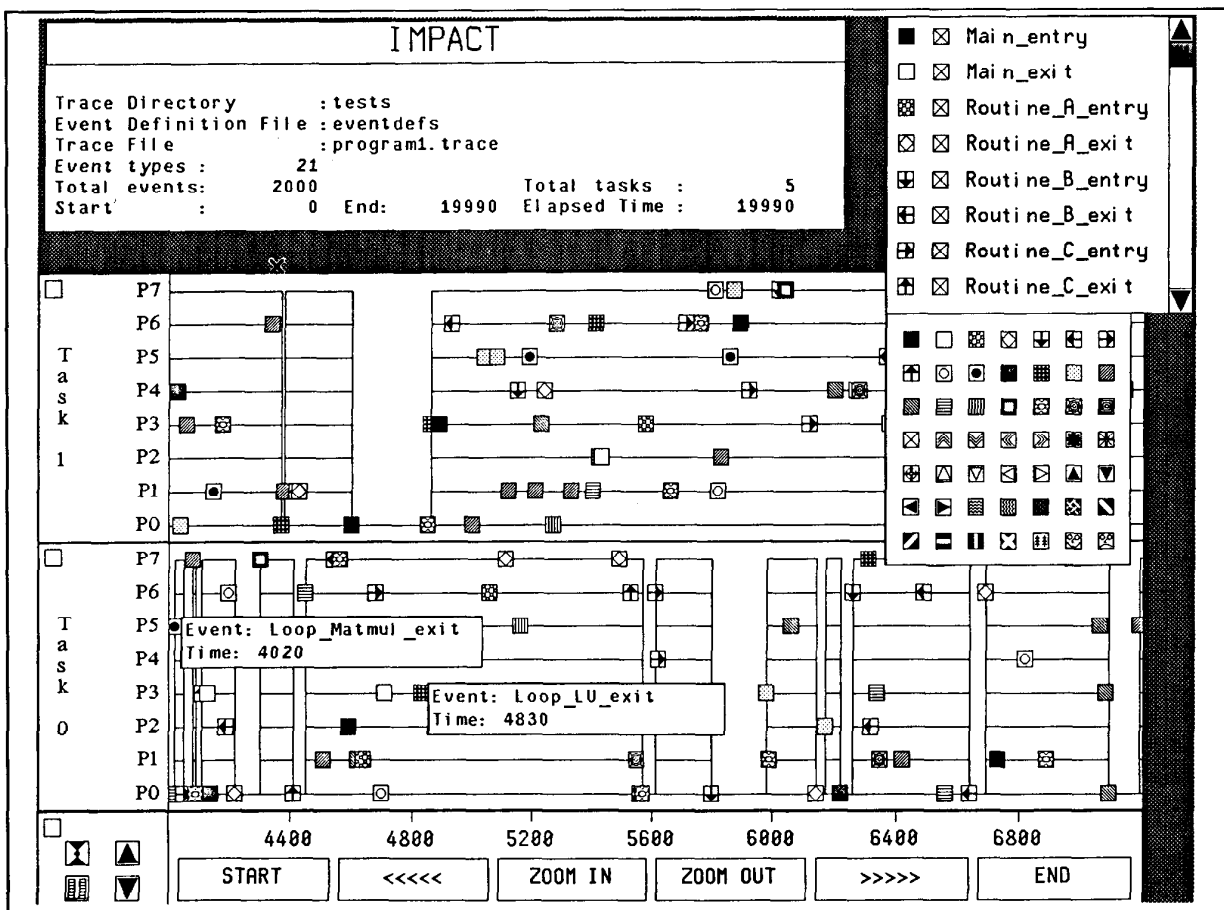 IMPACT
Trace Directory :tests
Event Definition File :eventdefs
Trace File :program1.trace
Event types : 21
Total events: 2000 Total tasks : 5
Start : 0 End: 19990 Elapsed Time : 19990
Main_entry
Main_exit
Routine_A_entry
Routine_A_exit
Routine_B_entry
Routine_B_exit
Routine_C_entry
Routine_C_exit
Task 1
P7
P6
P5
P4
P3
P2
P1
P0
Task 0
P7
P6
P5
P4
P3
P2
P1
P0
Event: Loop_Matmul_exit
Time: 4020
Event: Loop_LU_exit
Time: 4830
4400 4800 5200 5600 6000 6400 6800
START <<<<< ZOOM IN ZOOM OUT >>>>> END